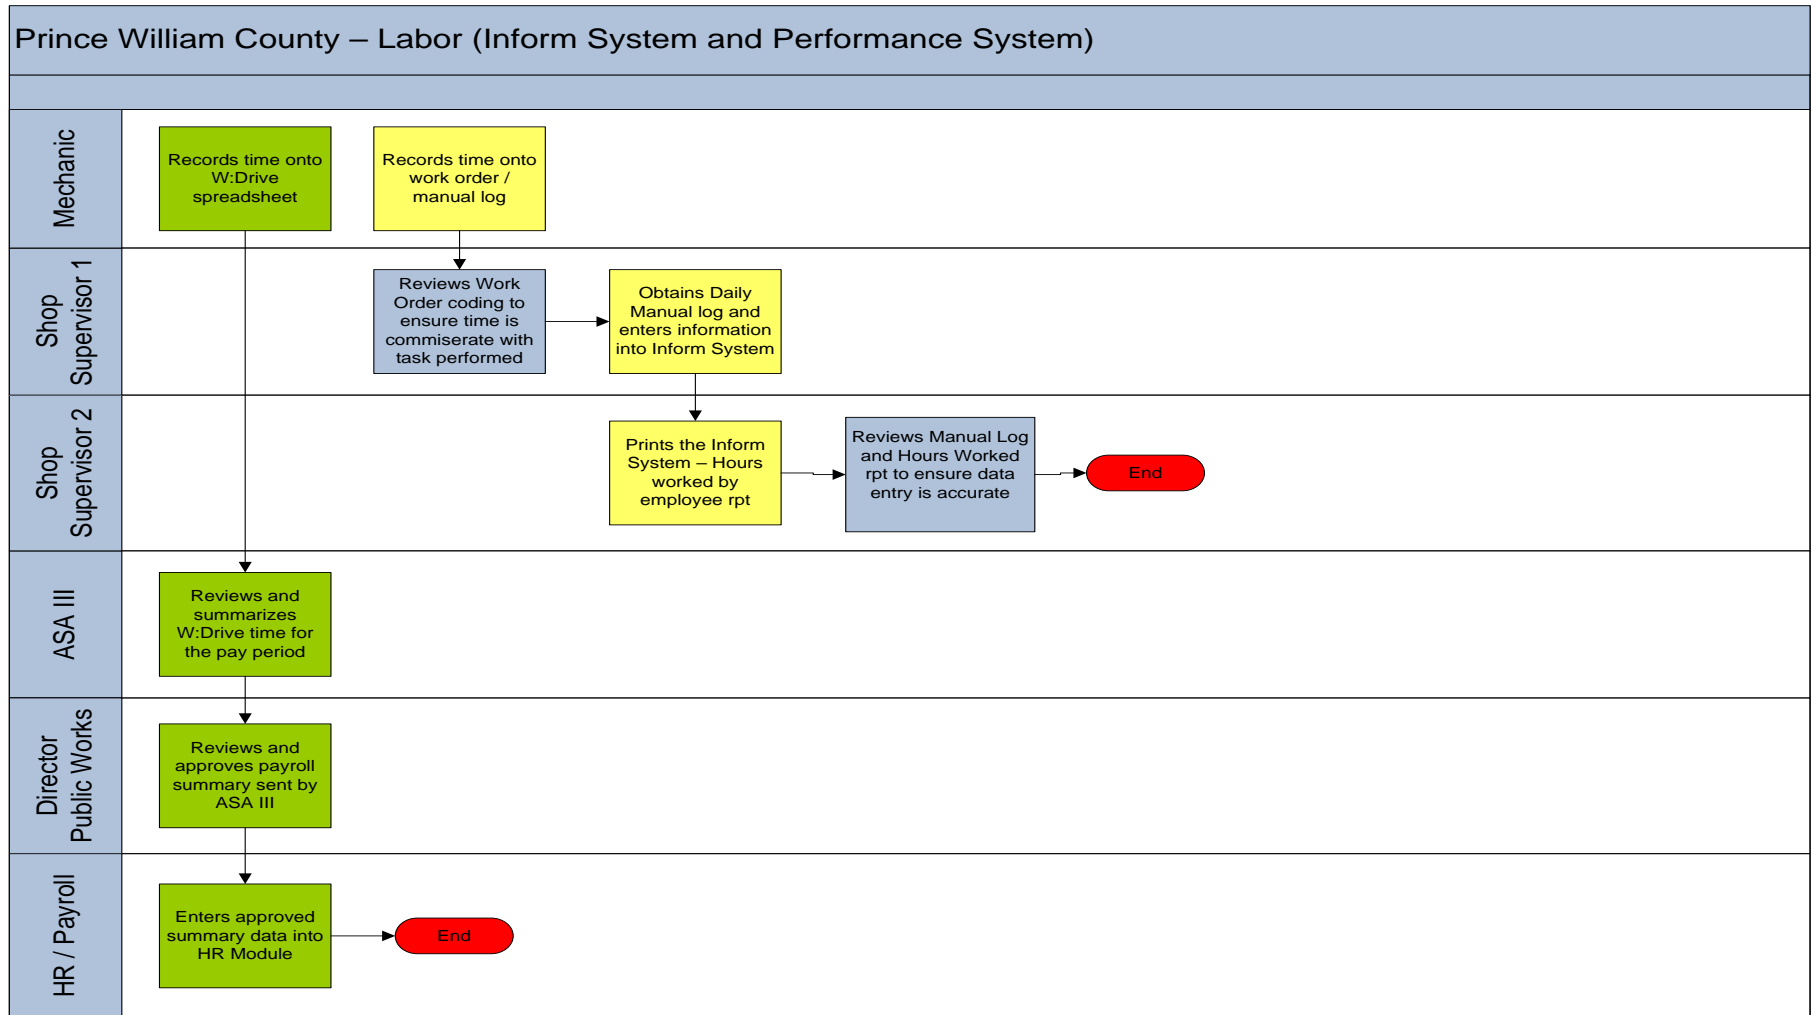 Prince William County – Labor (Inform System and Performance System)
Mechanic
Records time onto
W:Drive
spreadsheet
Records time onto
work order /
manual log
Shop
Supervisor 1
Reviews Work
Order coding to
ensure time is
commiserate with
task performed
Obtains Daily
Manual log and
enters information
into Inform System
Shop
Supervisor 2
Prints the Inform
System – Hours
worked by
employee rpt
Reviews Manual Log
and Hours Worked
rpt to ensure data
entry is accurate
End
ASA III
Reviews and
summarizes
W:Drive time for
the pay period
Director
Public Works
Reviews and
approves payroll
summary sent by
ASA III
HR / Payroll
Enters approved
summary data into
HR Module
End